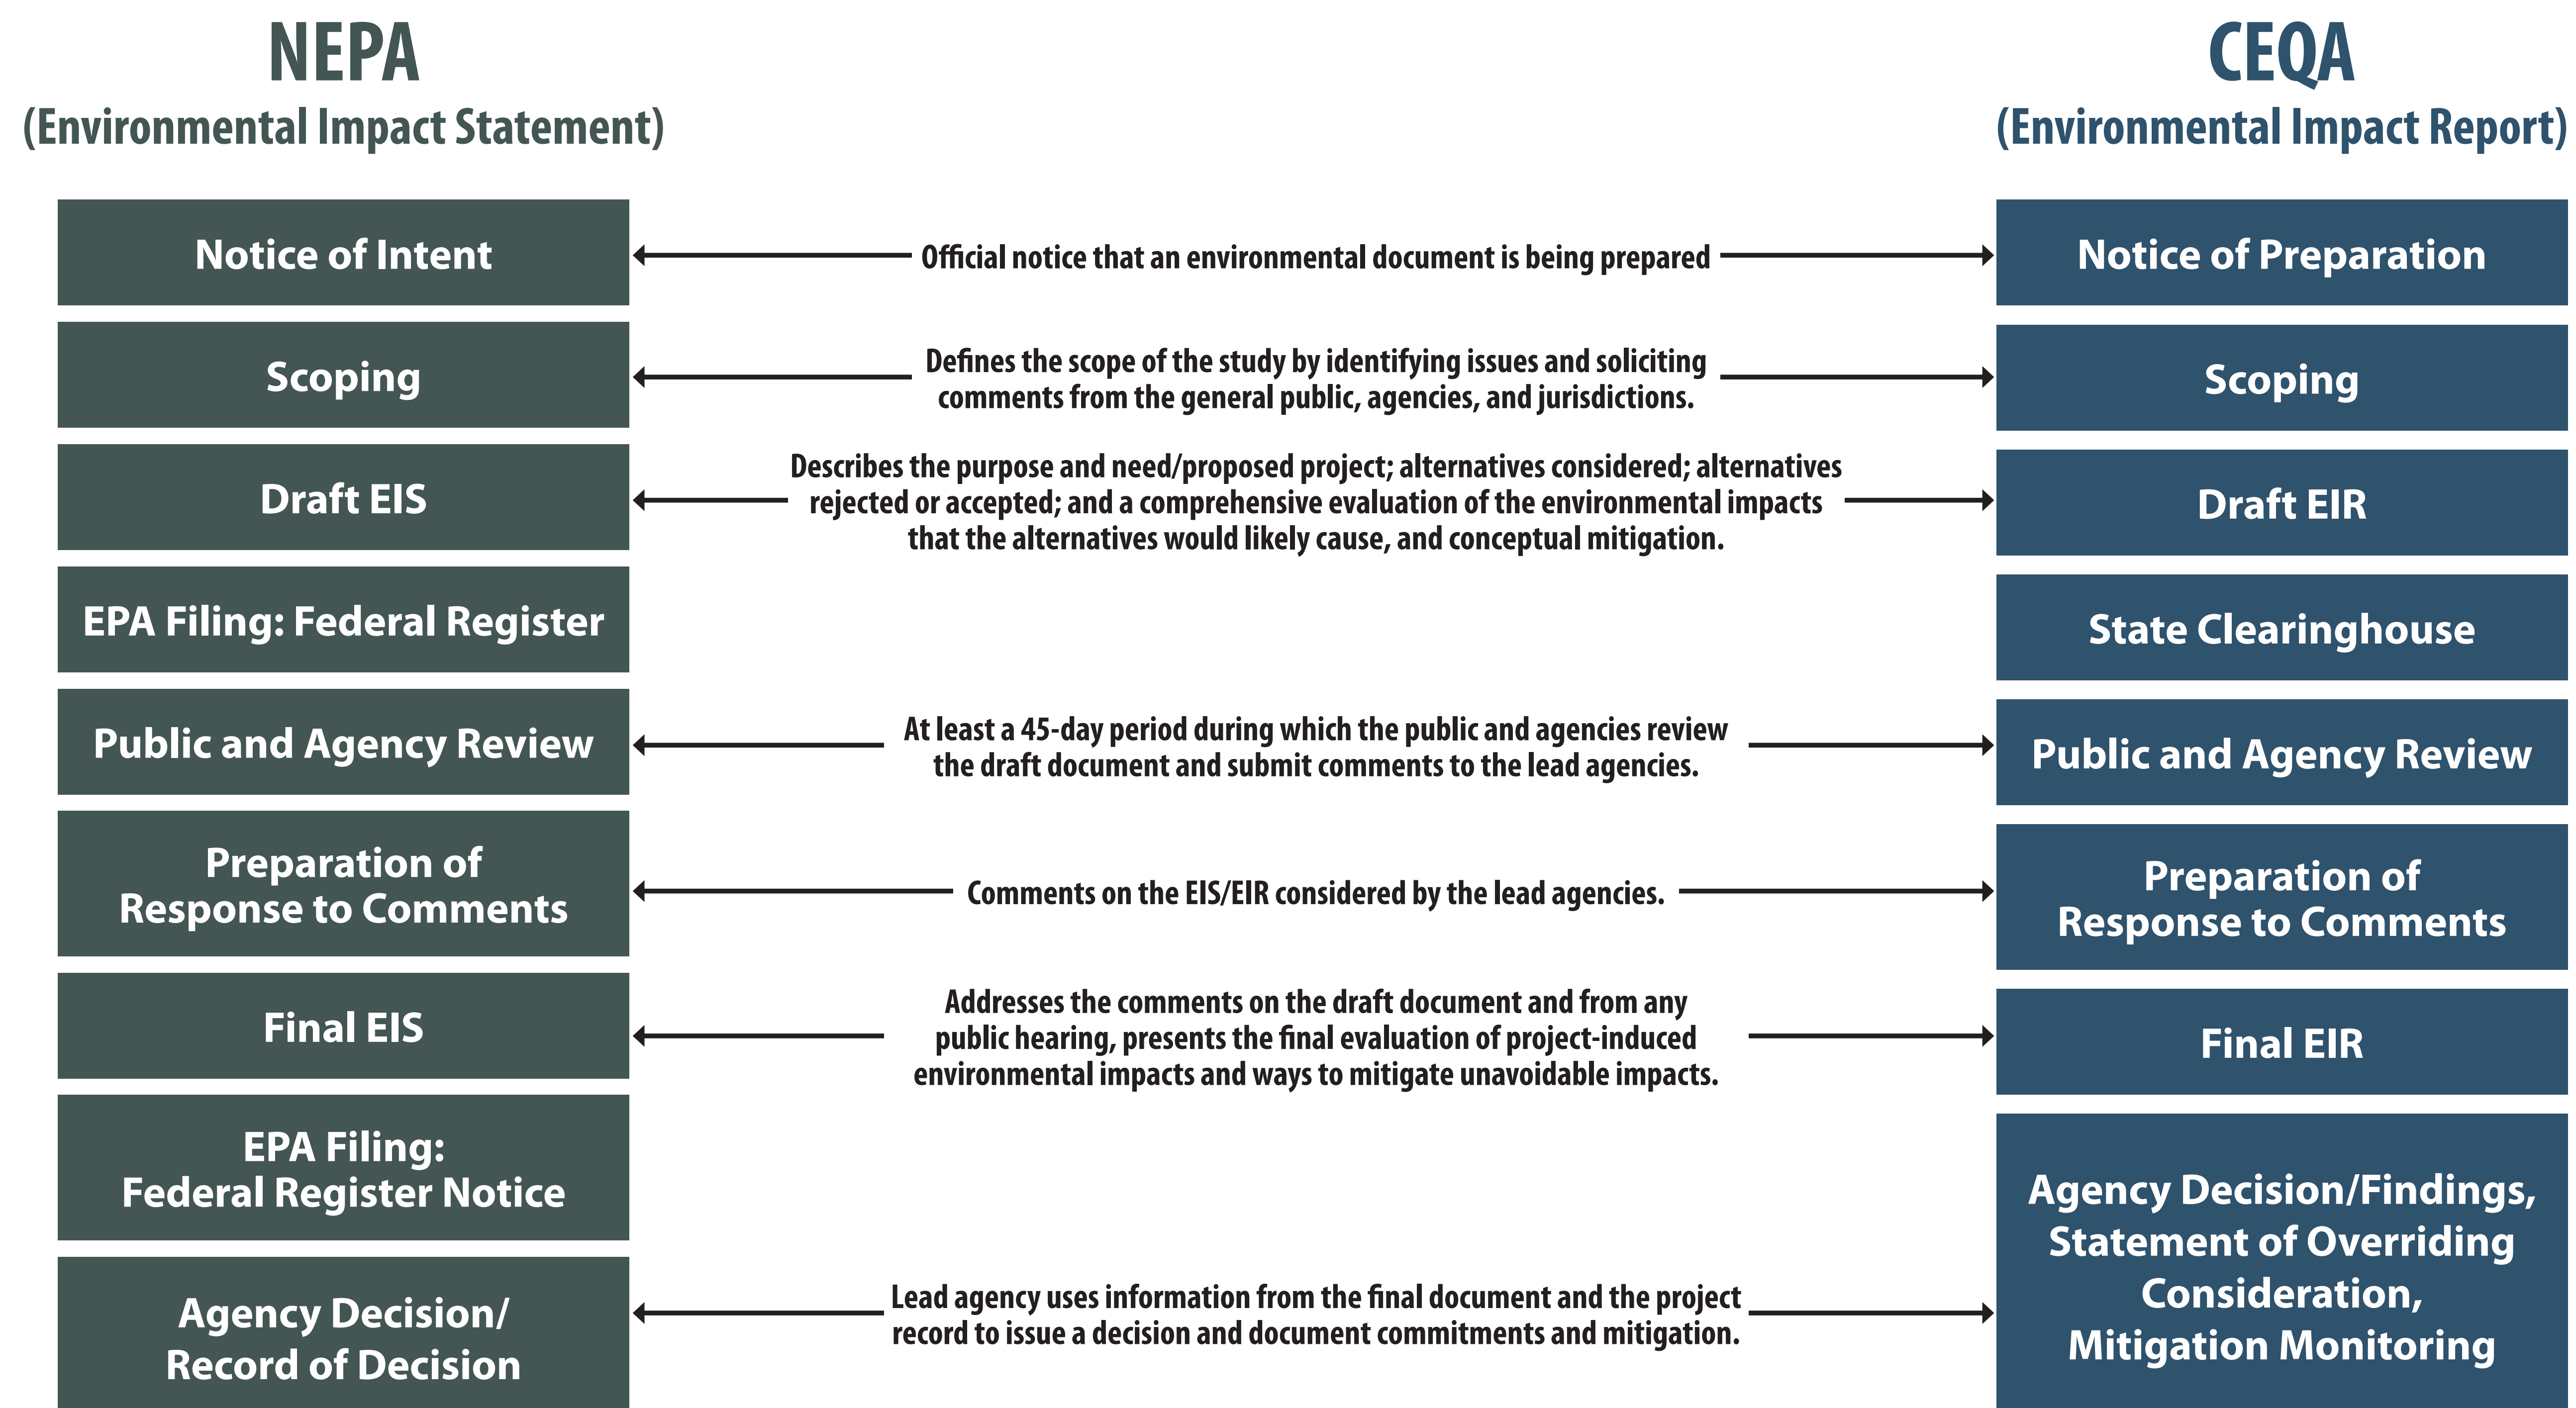 NEPA
(Environmental Impact Statement)
CEQA
(Environmental Impact Report)
Notice of Intent
Official notice that an environmental document is being prepared
Notice of Preparation
Scoping
Defines the scope of the study by identifying issues and soliciting
comments from the general public, agencies, and jurisdictions.
Scoping
Draft EIS
Describes the purpose and need/proposed project; alternatives considered; alternatives
rejected or accepted; and a comprehensive evaluation of the environmental impacts
that the alternatives would likely cause, and conceptual mitigation.
Draft EIR
EPA Filing: Federal Register
State Clearinghouse
Public and Agency Review
At least a 45-day period during which the public and agencies review
the draft document and submit comments to the lead agencies.
Public and Agency Review
Preparation of
Response to Comments
Comments on the EIS/EIR considered by the lead agencies.
Preparation of
Response to Comments
Final EIS
Addresses the comments on the draft document and from any
public hearing, presents the final evaluation of project-induced
environmental impacts and ways to mitigate unavoidable impacts.
Final EIR
EPA Filing:
Federal Register Notice
Agency Decision/
Record of Decision
Lead agency uses information from the final document and the project
record to issue a decision and document commitments and mitigation.
Agency Decision/Findings,
Statement of Overriding
Consideration,
Mitigation Monitoring